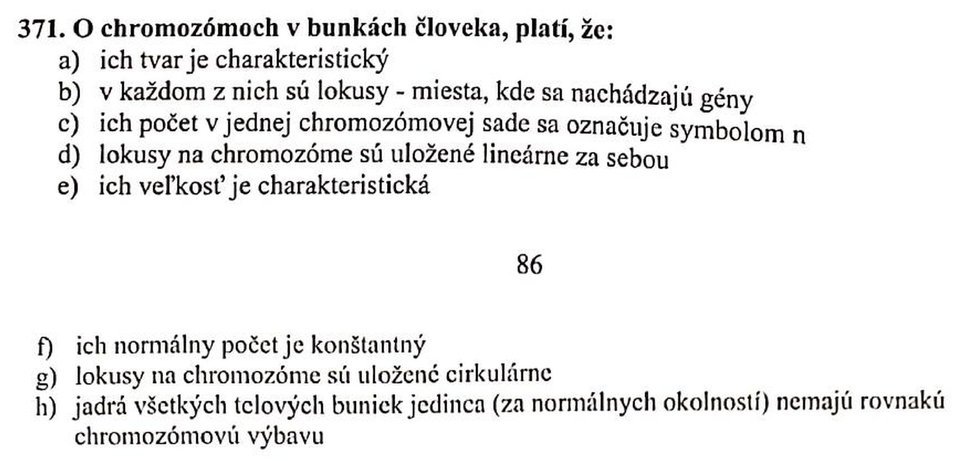 371. O chromozómoch v bunkách človeka, platí, že:
a) ich tvar je charakteristický
b) v každom z nich sú lokusy - miesta, kde sa nachádzajú gény
c) ich počet v jednej chromozómovej sade sa označuje symbolom n
d) lokusy na chromozóme sú uložené lineárne za sebou
e) ich veľkosť je charakteristická
86
f) ich normálny počet je konštantný
g) lokusy na chromozóme sú uložené cirkulárne
h) jadrá všetkých telových buniek jedinca (za normálnych okolností) nemajú rovnakú
chromozómovú výbavu